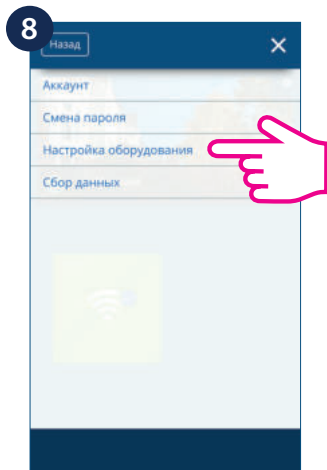 8
Назад
Аккаунт
Смена пароля
Настройка оборудования
Сбор данных